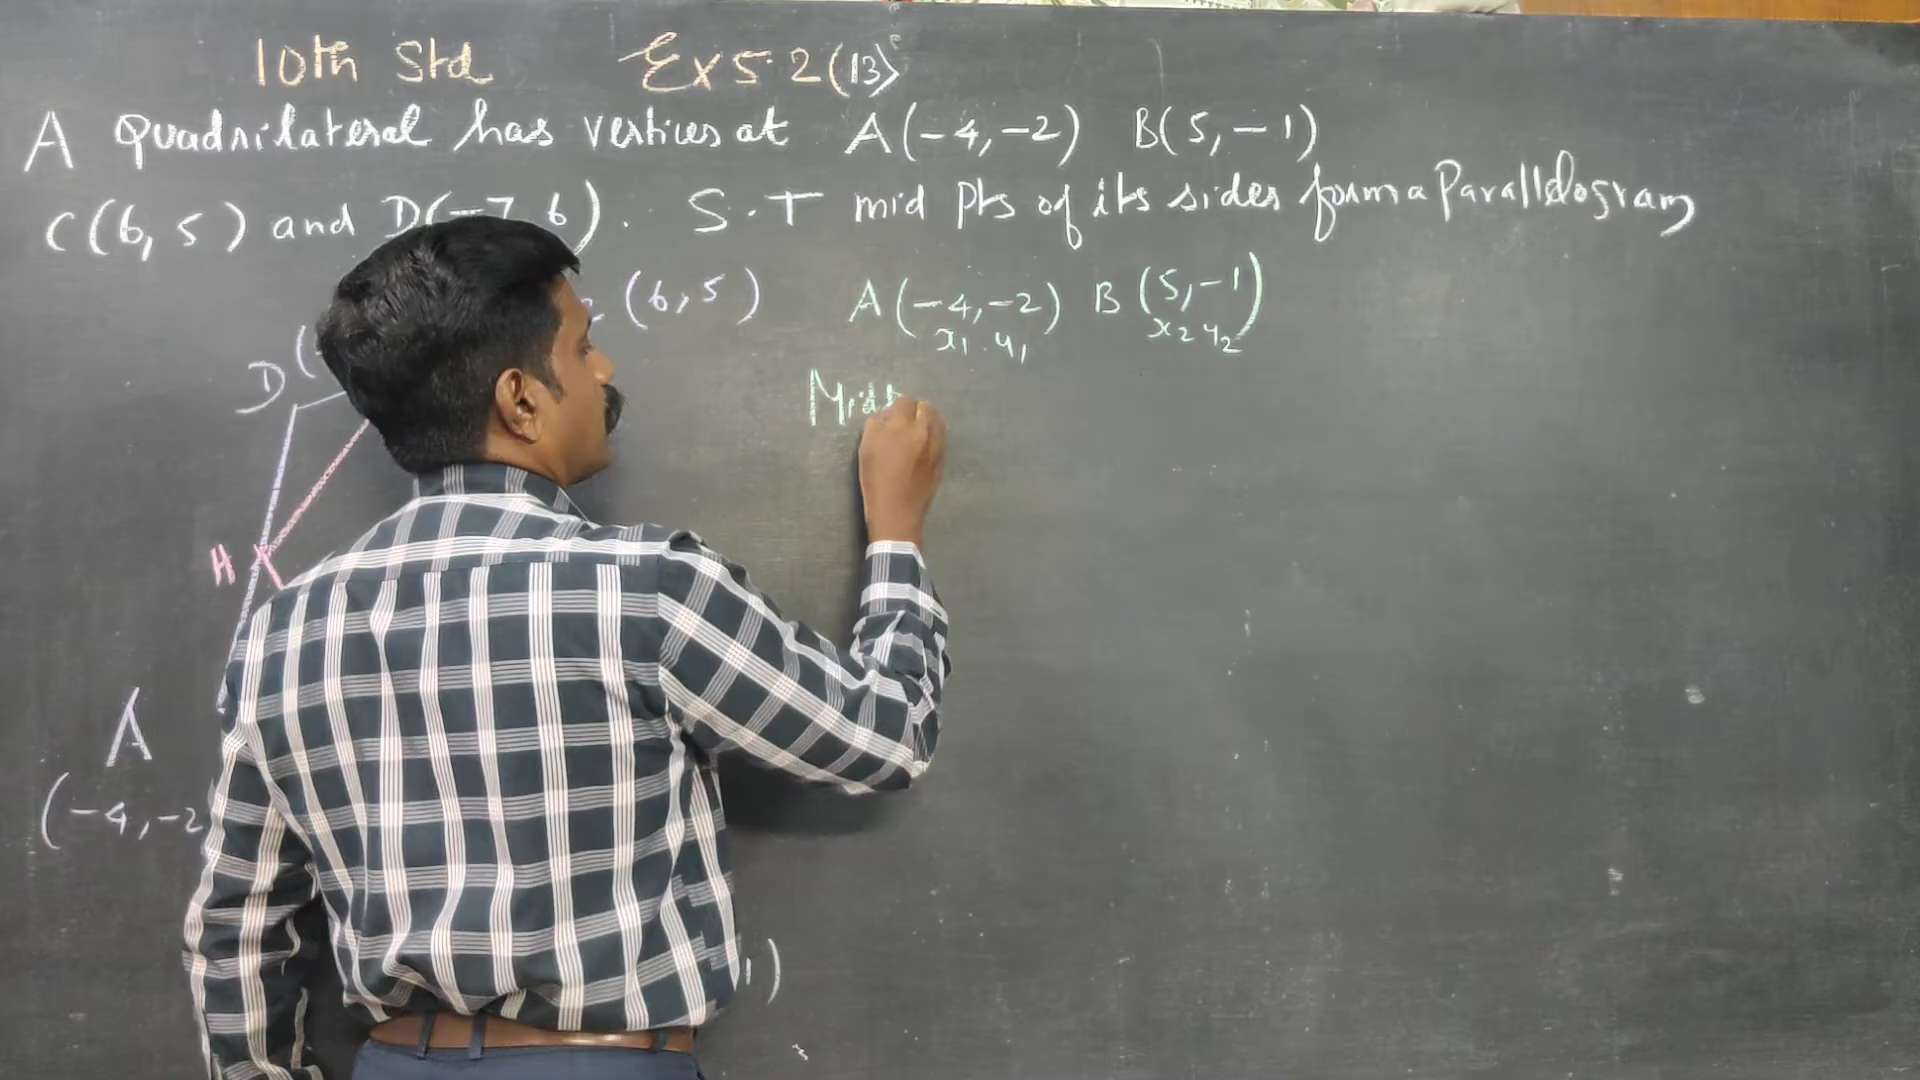 10th Std Ex 5.2 (13)
A Quadrilateral has vertices at A(-4,-2) B(5,-1)
C(6,5) and D(-7,6). S.T mid pts of its sides form a Parallelogram
C (6,5) A(-4,-2) B(5,-1)
x1 y1 x2 y2
D (
Mid
H
A
(-4,-2
1)